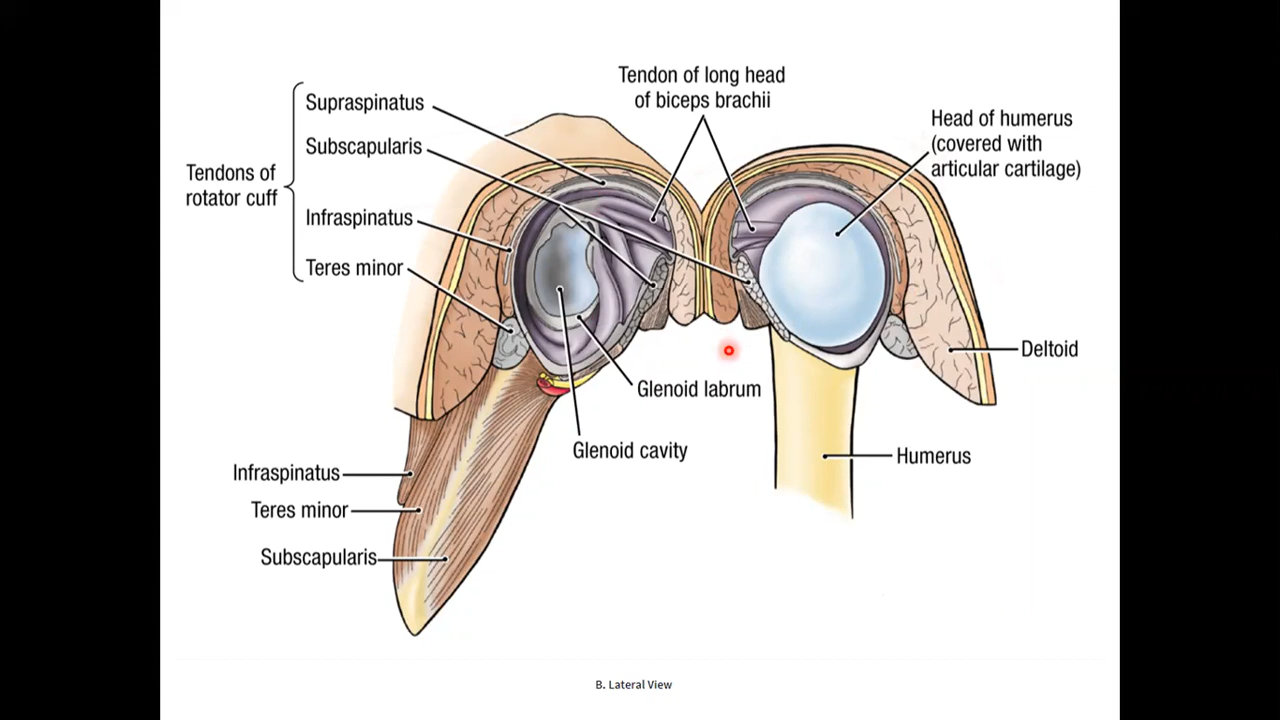 Tendon of long head
of biceps brachii
Supraspinatus
Subscapularis
Tendons of
rotator cuff
Infraspinatus
Teres minor
Head of humerus
(covered with
articular cartilage)
Deltoid
Glenoid labrum
Glenoid cavity
Humerus
Infraspinatus
Teres minor
Subscapularis
B. Lateral View